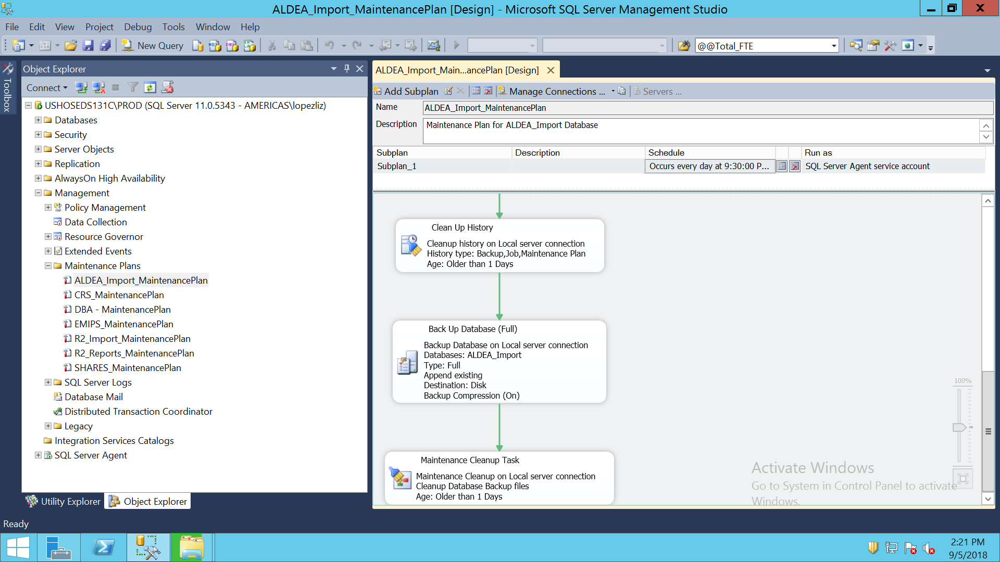 ALDEA_Import_MaintenancePlan [Design] - Microsoft SQL Server Management Studio
File Edit View Project Debug Tools Window Help
New Query
@@Total_FTE
Toolbox
Object Explorer
Connect
USHOSEDS131C\PROD (SQL Server 11.0.5343 - AMERICAS\lopezliz)
Databases
Security
Server Objects
Replication
AlwaysOn High Availability
Management
Policy Management
Data Collection
Resource Governor
Extended Events
Maintenance Plans
ALDEA_Import_MaintenancePlan
CRS_MaintenancePlan
DBA - MaintenancePlan
EMIPS_MaintenancePlan
R2_Import_MaintenancePlan
R2_Reports_MaintenancePlan
SHARES_MaintenancePlan
SQL Server Logs
Database Mail
Distributed Transaction Coordinator
Legacy
Integration Services Catalogs
SQL Server Agent
Utility Explorer
Object Explorer
ALDEA_Import_Main...ancePlan [Design]
Add Subplan Manage Connections ... Servers ...
Name ALDEA_Import_MaintenancePlan
Description Maintenance Plan for ALDEA_Import Database
Subplan Description Schedule Run as
Subplan_1 Occurs every day at 9:30:00 P... SQL Server Agent service account
Clean Up History
Cleanup history on Local server connection
History type: Backup,Job,Maintenance Plan
Age: Older than 1 Days
Back Up Database (Full)
Backup Database on Local server connection
Databases: ALDEA_Import
Type: Full
Append existing
Destination: Disk
Backup Compression (On)
Maintenance Cleanup Task
Maintenance Cleanup on Local server connection
Cleanup Database Backup files
Age: Older than 1 Days
100%
Activate Windows
Go to System in Control Panel to activate
Windows.
Ready
2:21 PM
9/5/2018